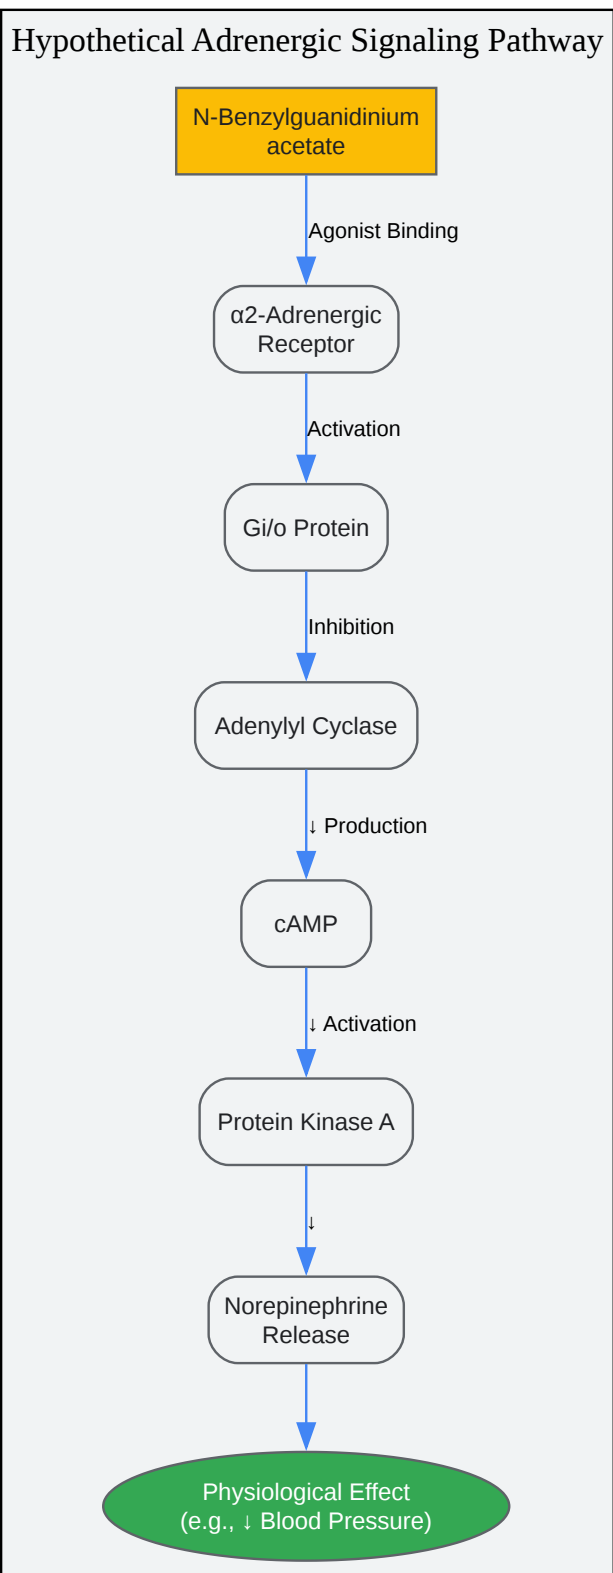 Hypothetical Adrenergic Signaling Pathway
N-Benzylguanidinium
acetate
Agonist Binding
α2-Adrenergic
Receptor
Activation
Gi/o Protein
Inhibition
Adenylyl Cyclase
↓ Production
cAMP
↓ Activation
Protein Kinase A
↓
Norepinephrine
Release
Physiological Effect
(e.g., ↓ Blood Pressure)